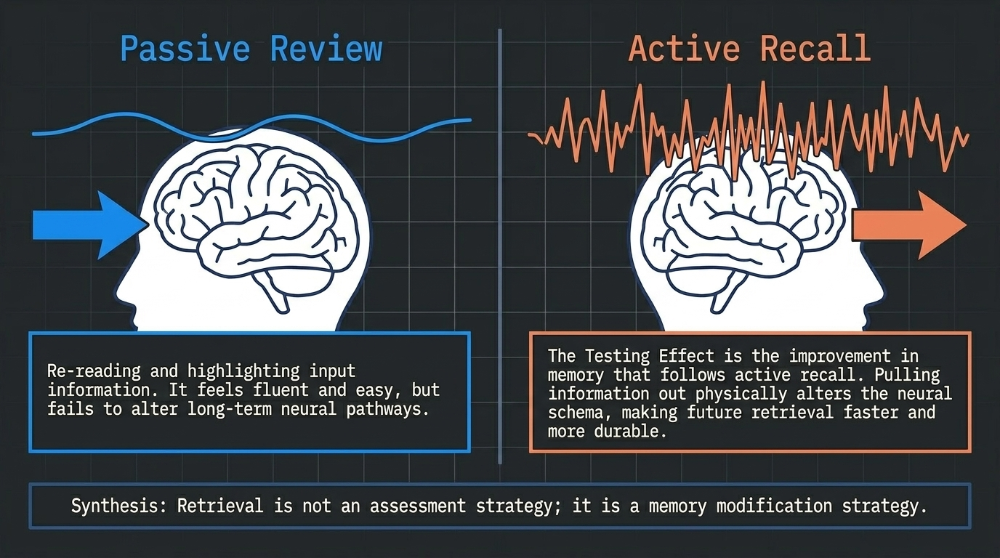 Passive Review
Re-reading and highlighting input
information. It feels fluent and easy, but
fails to alter long-term neural pathways.
Active Recall
The Testing Effect is the improvement in
memory that follows active recall. Pulling
information out physically alters the neural
schema, making future retrieval faster and
more durable.
Synthesis: Retrieval is not an assessment strategy; it is a memory modification strategy.